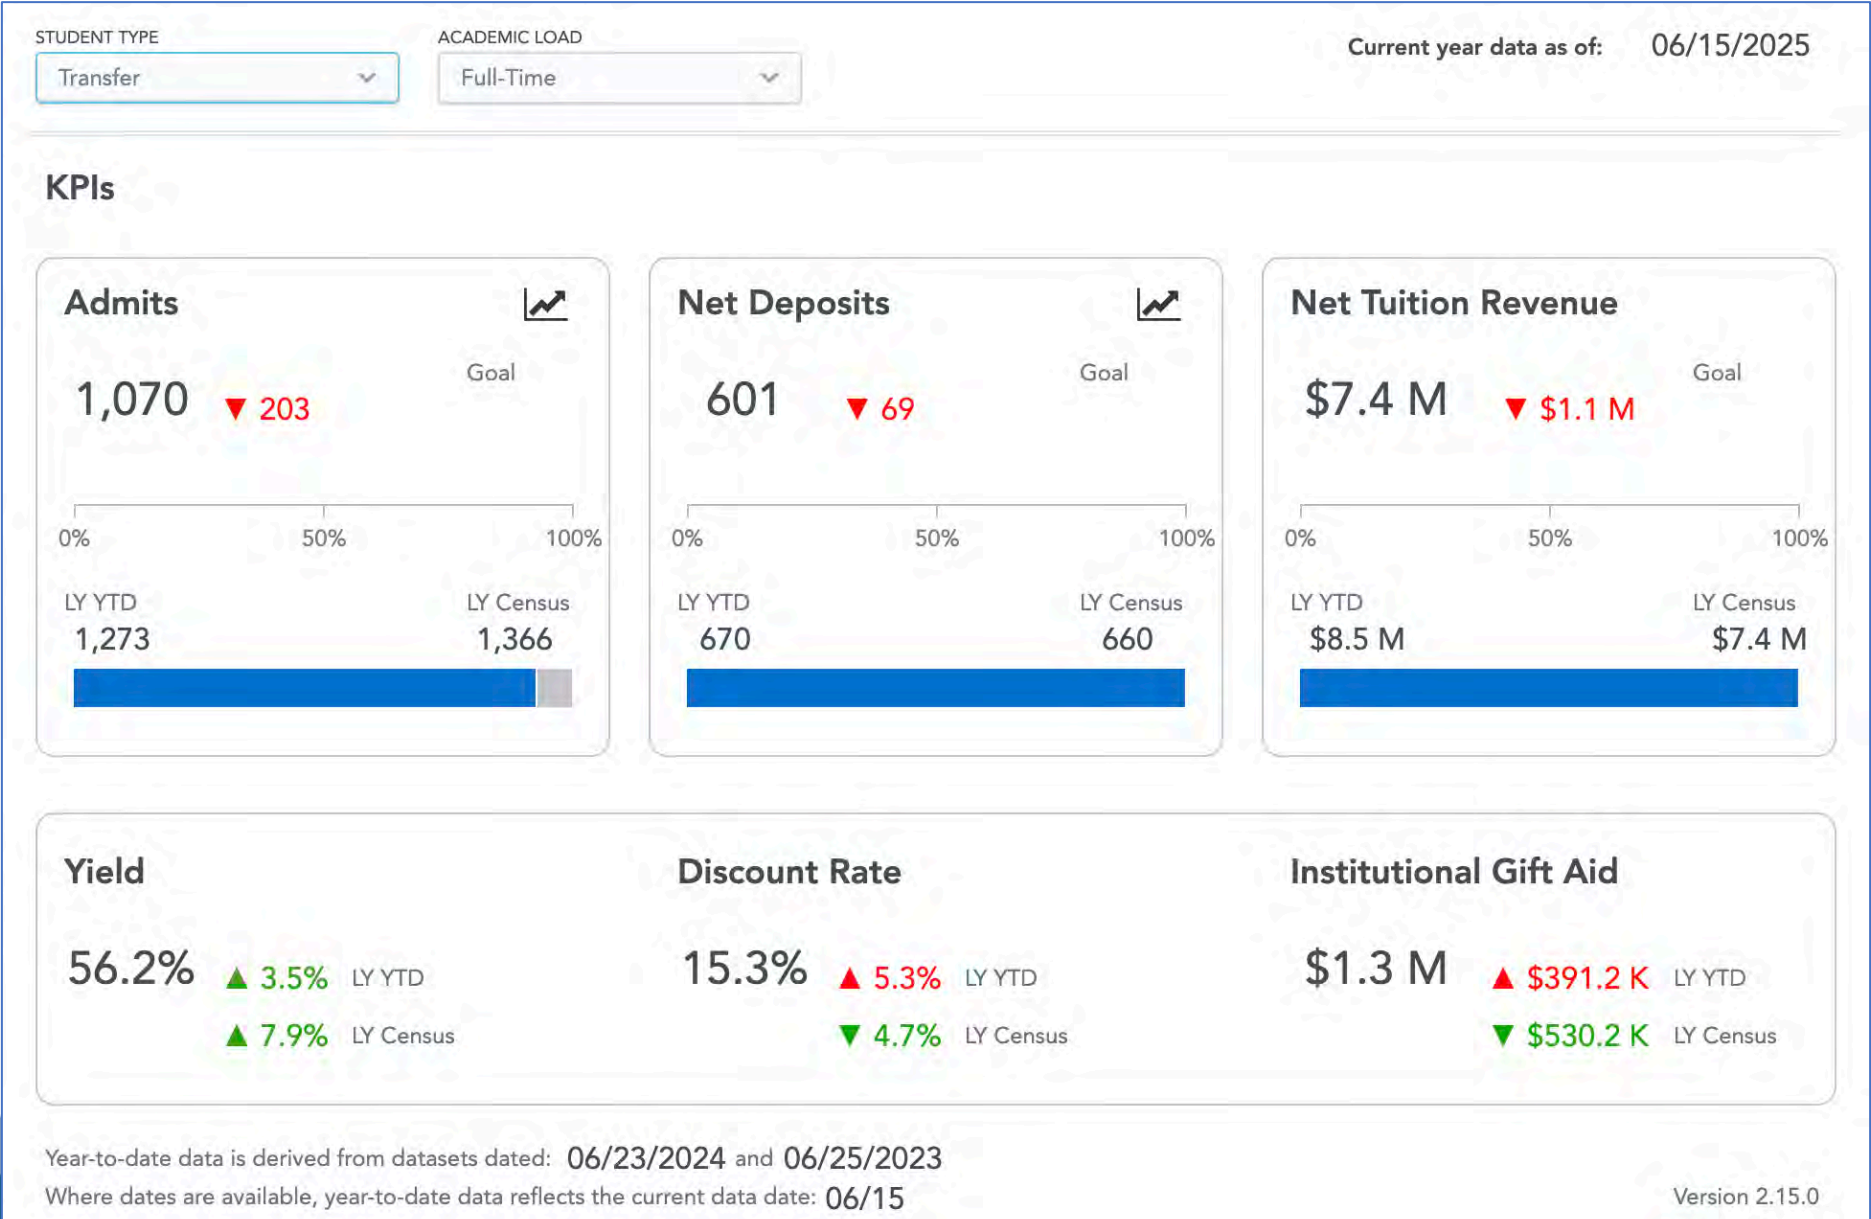 STUDENT TYPE
ACADEMIC LOAD
Current year data as of: 06/15/2025
Transfer
Full-Time
KPIs
Admits
1,070 ▼ 203
Goal
0% 50% 100%
LY YTD LY Census
1,273 1,366
Net Deposits
601 ▼ 69
Goal
0% 50% 100%
LY YTD LY Census
670 660
Net Tuition Revenue
$7.4 M ▼ $1.1 M
Goal
0% 50% 100%
LY YTD LY Census
$8.5 M $7.4 M
Yield
56.2% ▲ 3.5% LY YTD
▲ 7.9% LY Census
Discount Rate
15.3% ▲ 5.3% LY YTD
▼ 4.7% LY Census
Institutional Gift Aid
$1.3 M ▲ $391.2 K LY YTD
▼ $530.2 K LY Census
Year-to-date data is derived from datasets dated: 06/23/2024 and 06/25/2023
Where dates are available, year-to-date data reflects the current data date: 06/15
Version 2.15.0